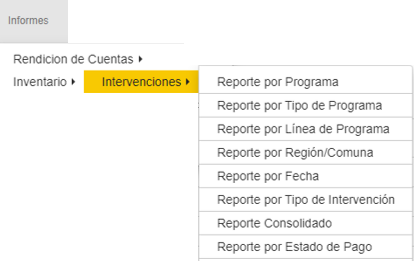 Informes
Rendicion de Cuentas
Inventario
Intervenciones
Reporte por Programa
Reporte por Tipo de Programa
Reporte por Línea de Programa
Reporte por Región/Comuna
Reporte por Fecha
Reporte por Tipo de Intervención
Reporte Consolidado
Reporte por Estado de Pago